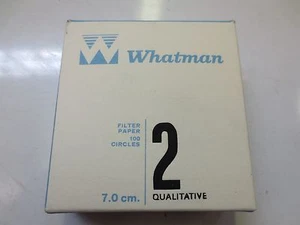 Whatman
FILTER
PAPER
100
CIRCLES
2
7.0 cm.
QUALITATIVE